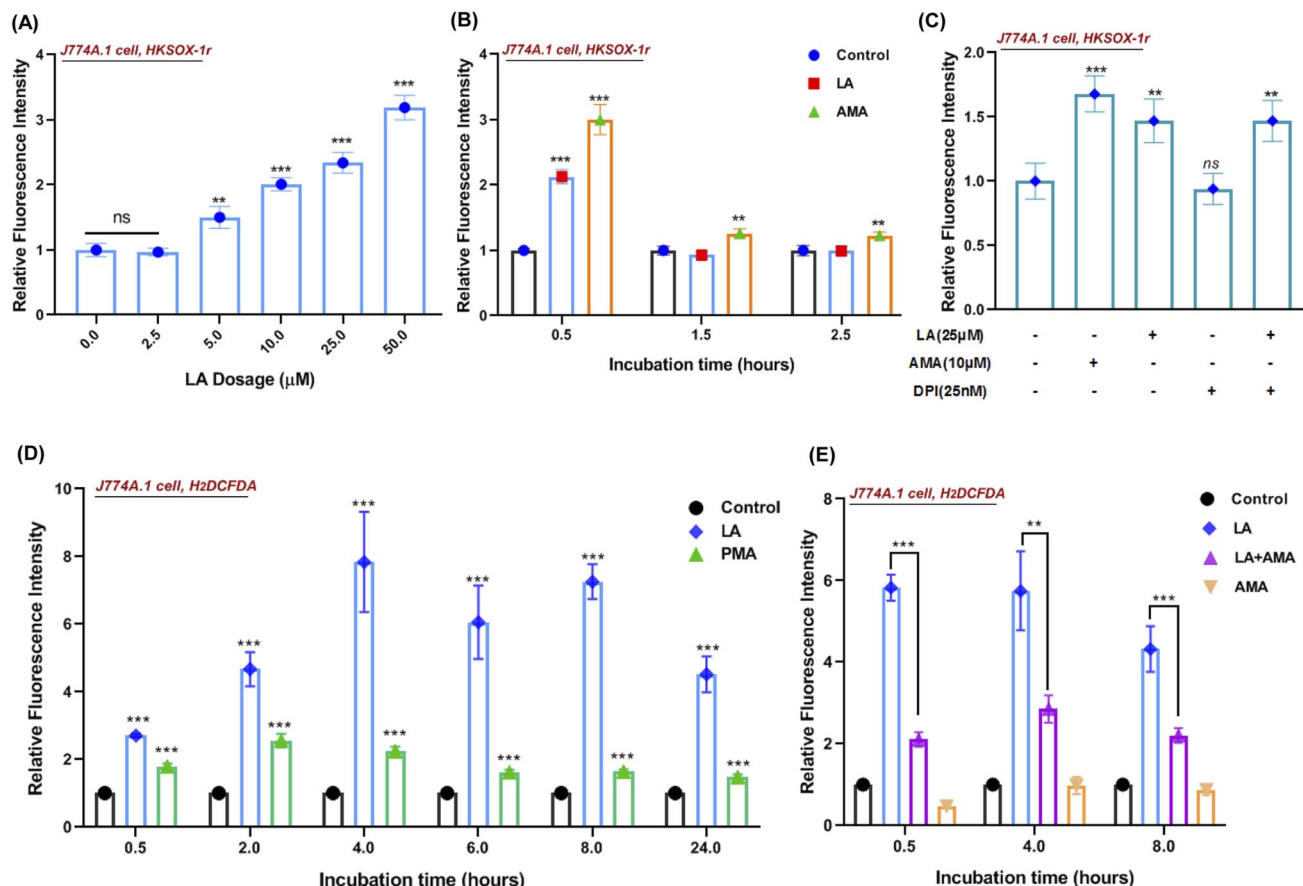 (A)
J774A.1 cell, HKSOX-1r
Relative Fluorescence Intensity
4
3
2
1
0
ns
**
***
***
***
0.0
2.5
5.0
10.0
25.0
50.0
LA Dosage (μM)
(B)
J774A.1 cell, HKSOX-1r
Control
LA
AMA
Relative Fluorescence Intensity
4
3
2
1
0
***
***
**
**
0.5
1.5
2.5
Incubation time (hours)
(C)
J774A.1 cell, HKSOX-1r
Relative Fluorescence Intensity
2.0
1.5
1.0
0.5
0.0
***
**
ns
**
LA(25μM) - - + - +
AMA(10μM) - + - - -
DPI(25nM) - - - + +
(D)
J774A.1 cell, H2DCFDA
Control
LA
PMA
Relative Fluorescence Intensity
10
8
6
4
2
0
***
***
***
***
***
***
***
***
***
***
***
***
0.5
2.0
4.0
6.0
8.0
24.0
Incubation time (hours)
(E)
J774A.1 cell, H2DCFDA
Control
LA
LA+AMA
AMA
Relative Fluorescence Intensity
8
6
4
2
0
***
**
***
0.5
4.0
8.0
Incubation time (hours)